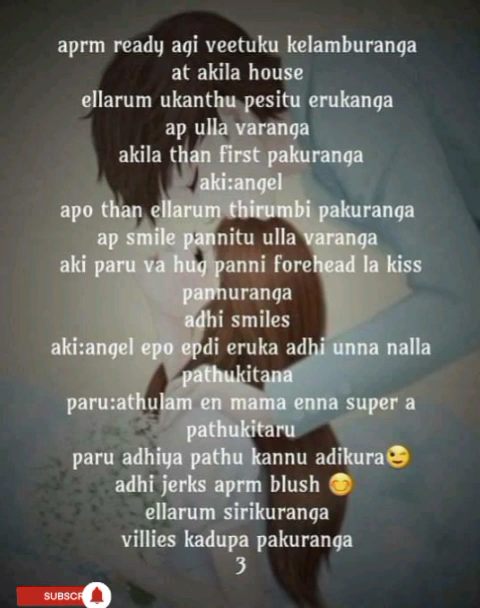 aprm ready agi veetuku kelamburanga
at akila house
ellarum ukanthu pesitu erukanga
ap ulla varanga
akila than first pakuranga
aki:angel
apo than ellarum thirumbi pakuranga
ap smile pannitu ulla varanga
aki paru va hug panni forehead la kiss
pannuranga
adhi smiles
aki:angel epo epdi eruka adhi unna nalla
pathukitana
paru:athulam en mama enna super a
pathukitaru
paru adhiya pathu kannu adikura😉
adhi jerks aprm blush 😊
ellarum sirikuranga
villies kadupa pakuranga
3
SUBSCR